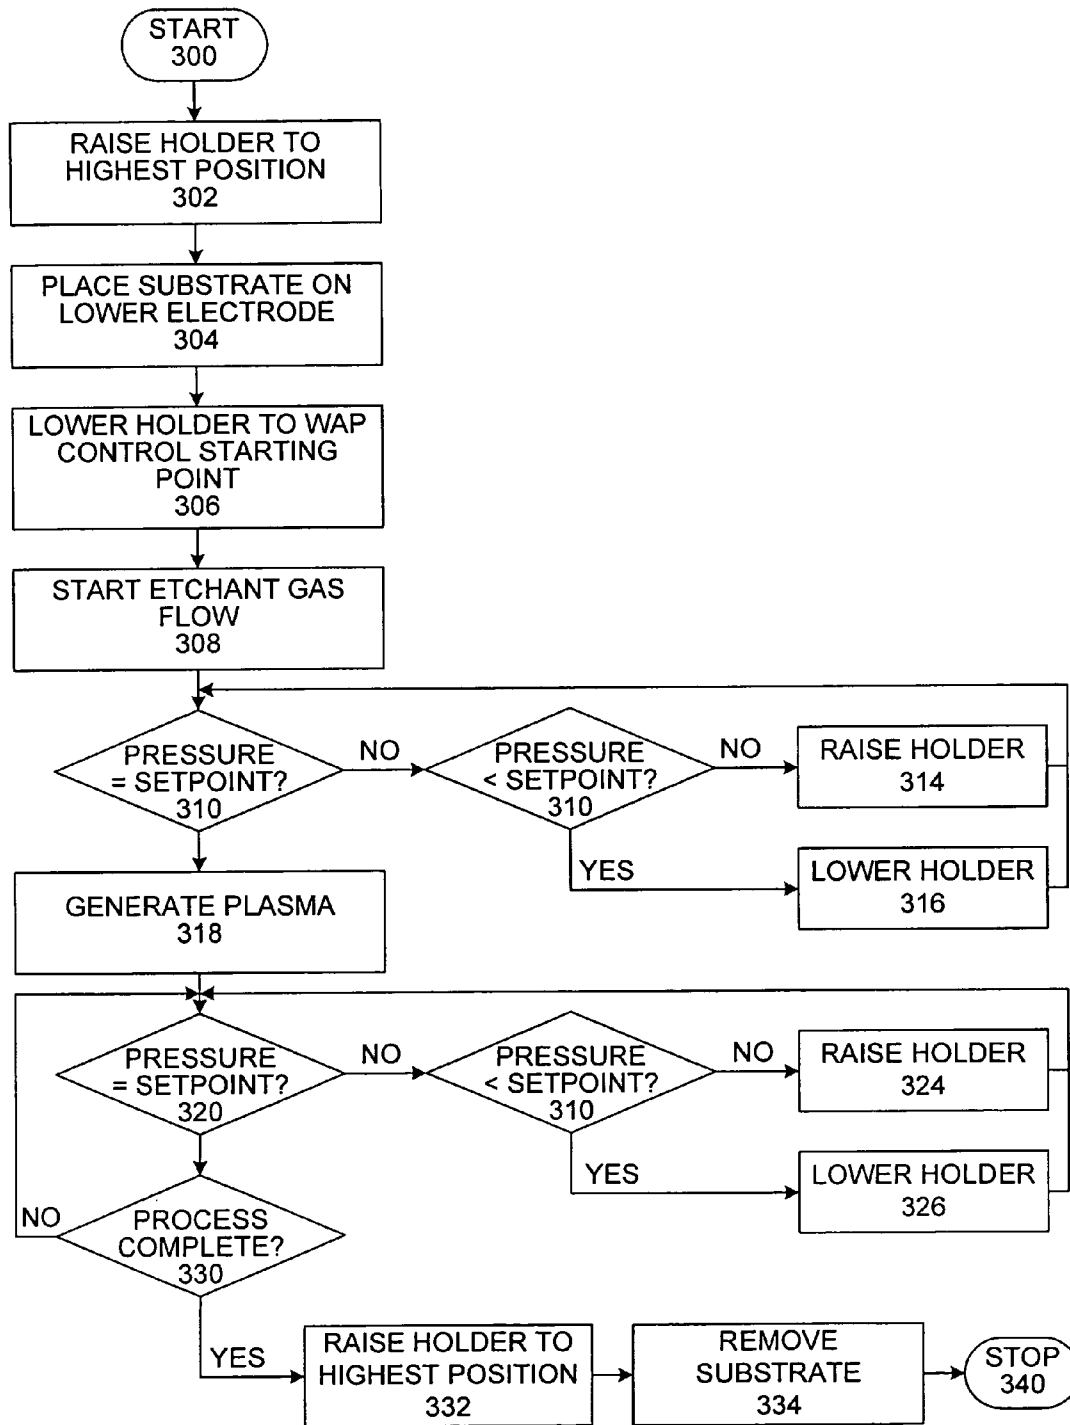 START
300
RAISE HOLDER TO
HIGHEST POSITION
302
PLACE SUBSTRATE ON
LOWER ELECTRODE
304
LOWER HOLDER TO WAP
CONTROL STARTING
POINT
306
START ETCHANT GAS
FLOW
308
PRESSURE
= SETPOINT?
310
NO
PRESSURE
< SETPOINT?
310
NO
RAISE HOLDER
314
YES
LOWER HOLDER
316
GENERATE PLASMA
318
PRESSURE
= SETPOINT?
320
NO
PRESSURE
< SETPOINT?
310
NO
RAISE HOLDER
324
YES
LOWER HOLDER
326
NO
PROCESS
COMPLETE?
330
YES
RAISE HOLDER TO
HIGHEST POSITION
332
REMOVE
SUBSTRATE
334
STOP
340